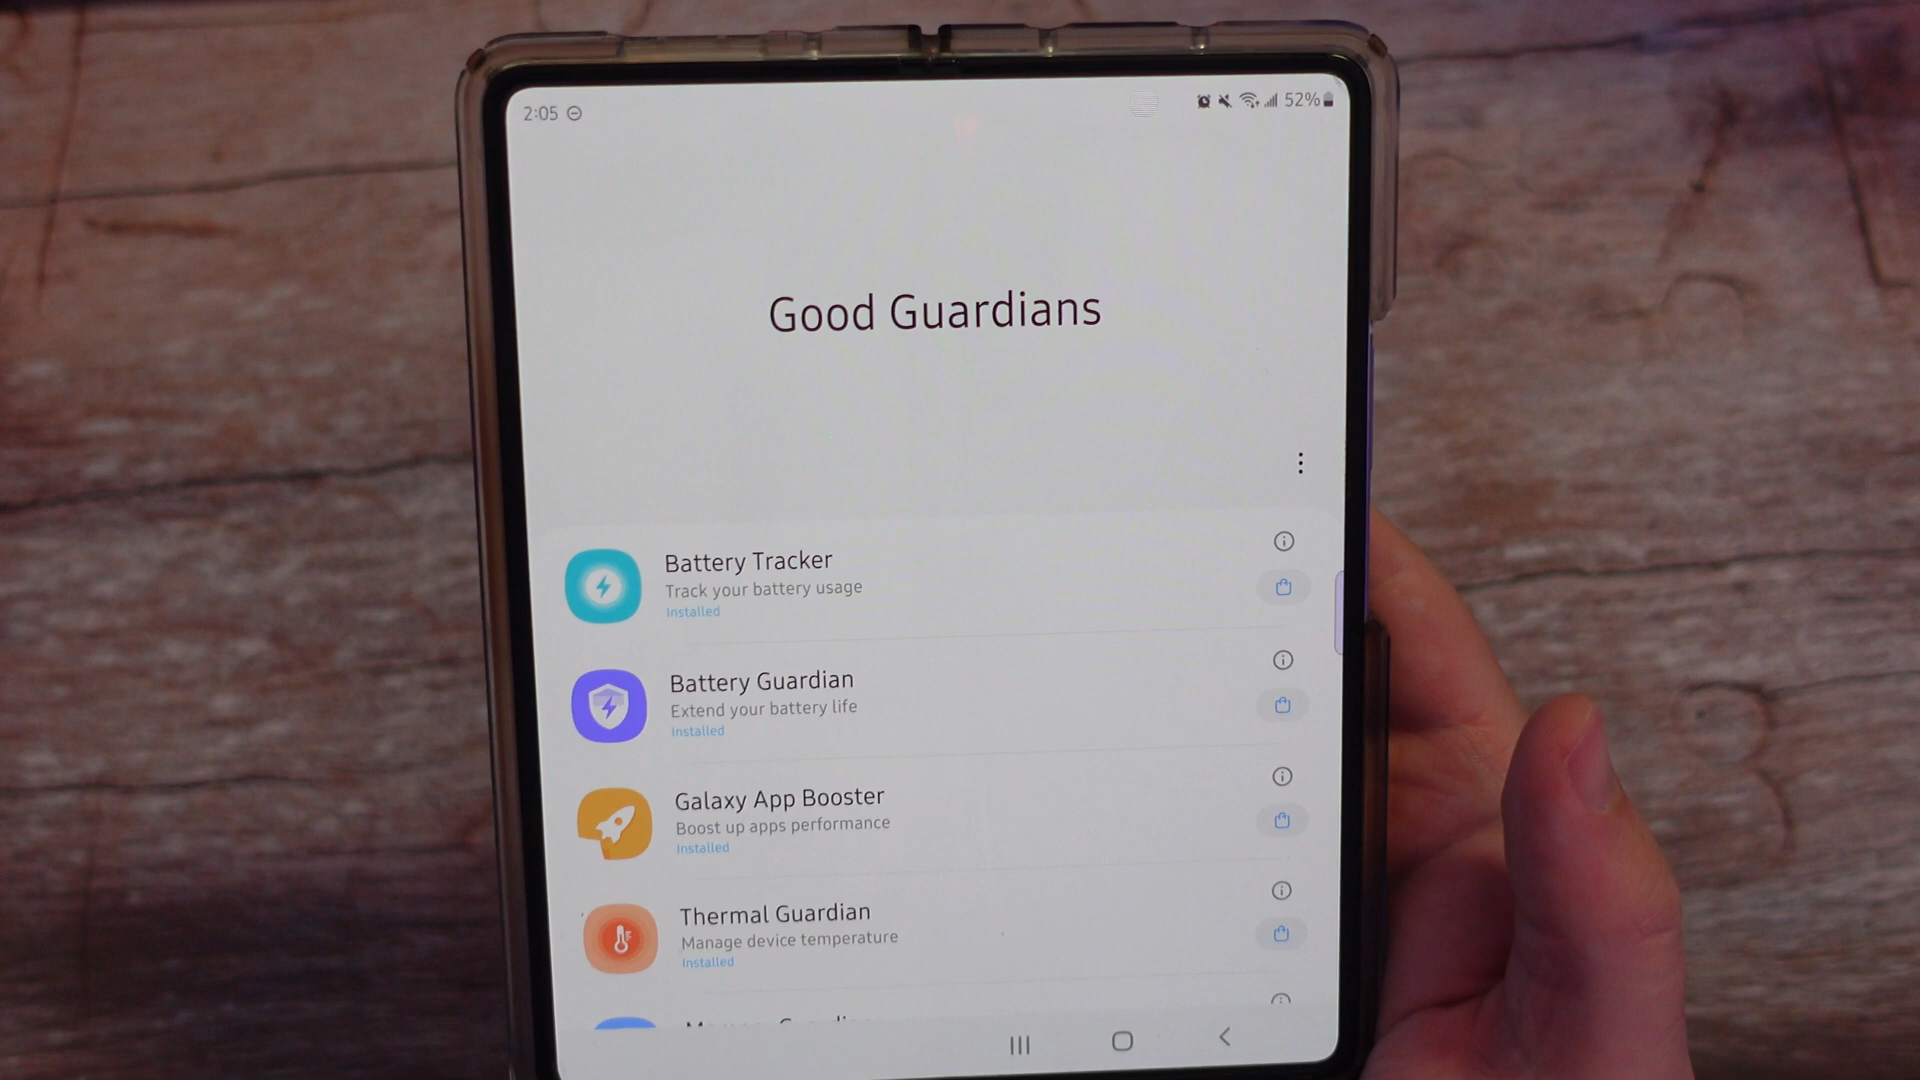 2:05
52%
Good Guardians
Battery Tracker
Track your battery usage
Installed
Battery Guardian
Extend your battery life
Installed
Galaxy App Booster
Boost up apps performance
Installed
Thermal Guardian
Manage device temperature
Installed